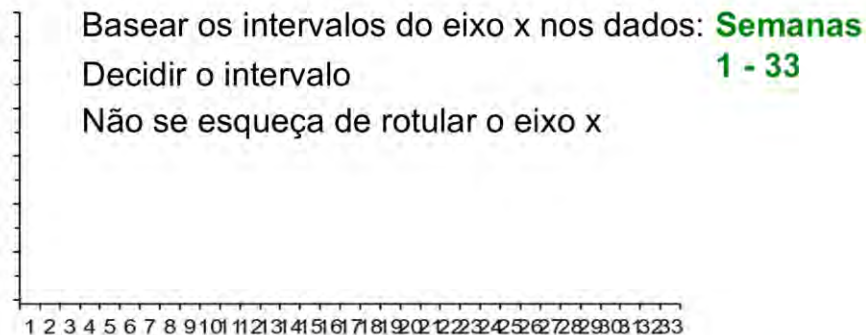 Basear os intervalos do eixo x nos dados: Semanas
1 - 33
Decidir o intervalo
Não se esqueça de rotular o eixo x
1 2 3 4 5 6 7 8 9 10 11 12 13 14 15 16 17 18 19 20 21 22 23 24 25 26 27 28 29 30 31 32 33